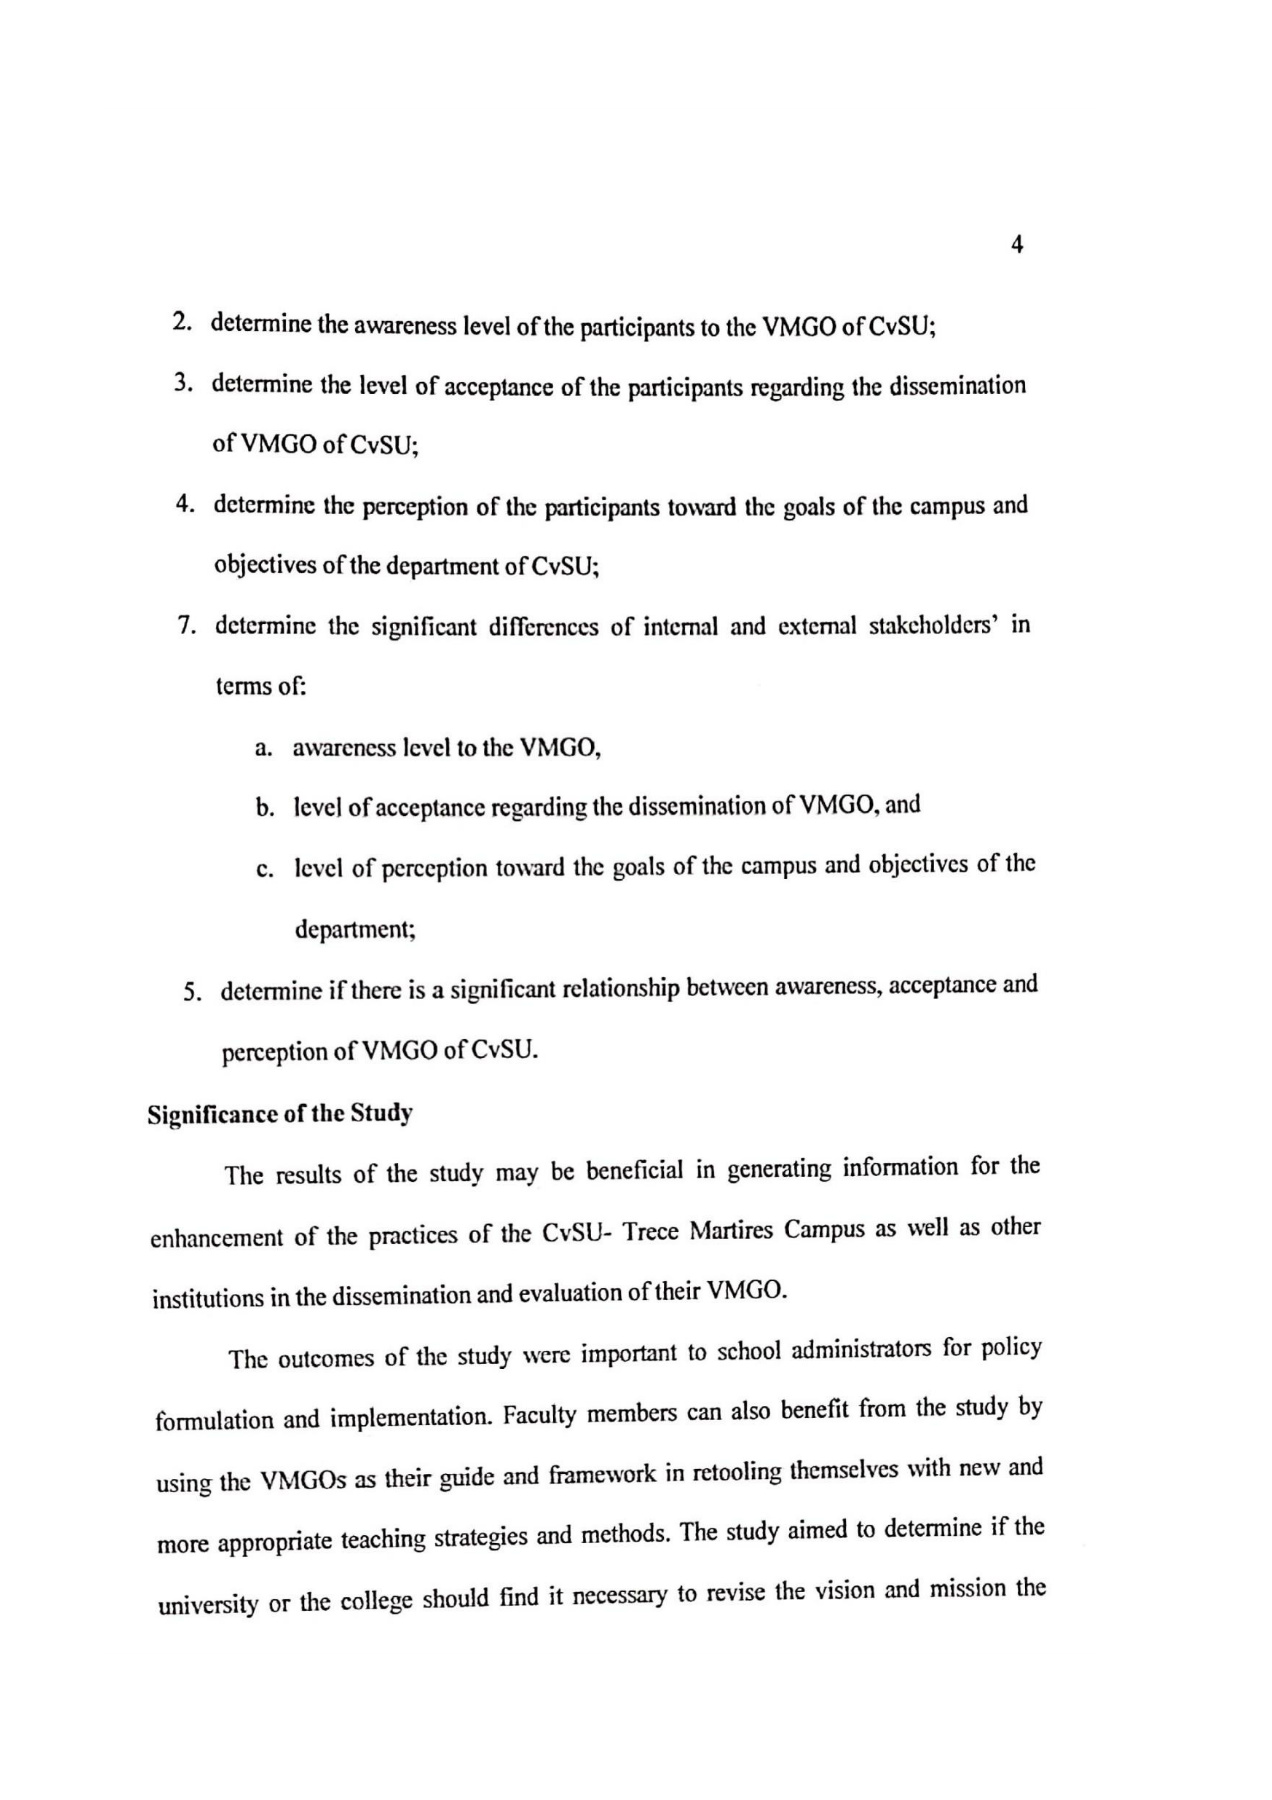 4
2. determine the awareness level of the participants to the VMGO of CvSU;
3. determine the level of acceptance of the participants regarding the dissemination
of VMGO of CvSU;
4. determine the perception of the participants toward the goals of the campus and
objectives of the department of CvSU;
7. determine the significant differences of internal and external stakeholders’ in
terms of:
a. awareness level to the VMGO,
b. level of acceptance regarding the dissemination of VMGO, and
c. level of perception toward the goals of the campus and objectives of the
department;
5. determine if there is a significant relationship between awareness, acceptance and
perception of VMGO of CvSU.
Significance of the Study
The results of the study may be beneficial in generating information for the
enhancement of the practices of the CvSU- Trece Martires Campus as well as other
institutions in the dissemination and evaluation of their VMGO.
The outcomes of the study were important to school administrators for policy
formulation and implementation. Faculty members can also benefit from the study by
using the VMGOs as their guide and framework in retooling themselves with new and
more appropriate teaching strategies and methods. The study aimed to determine if the
university or the college should find it necessary to revise the vision and mission the